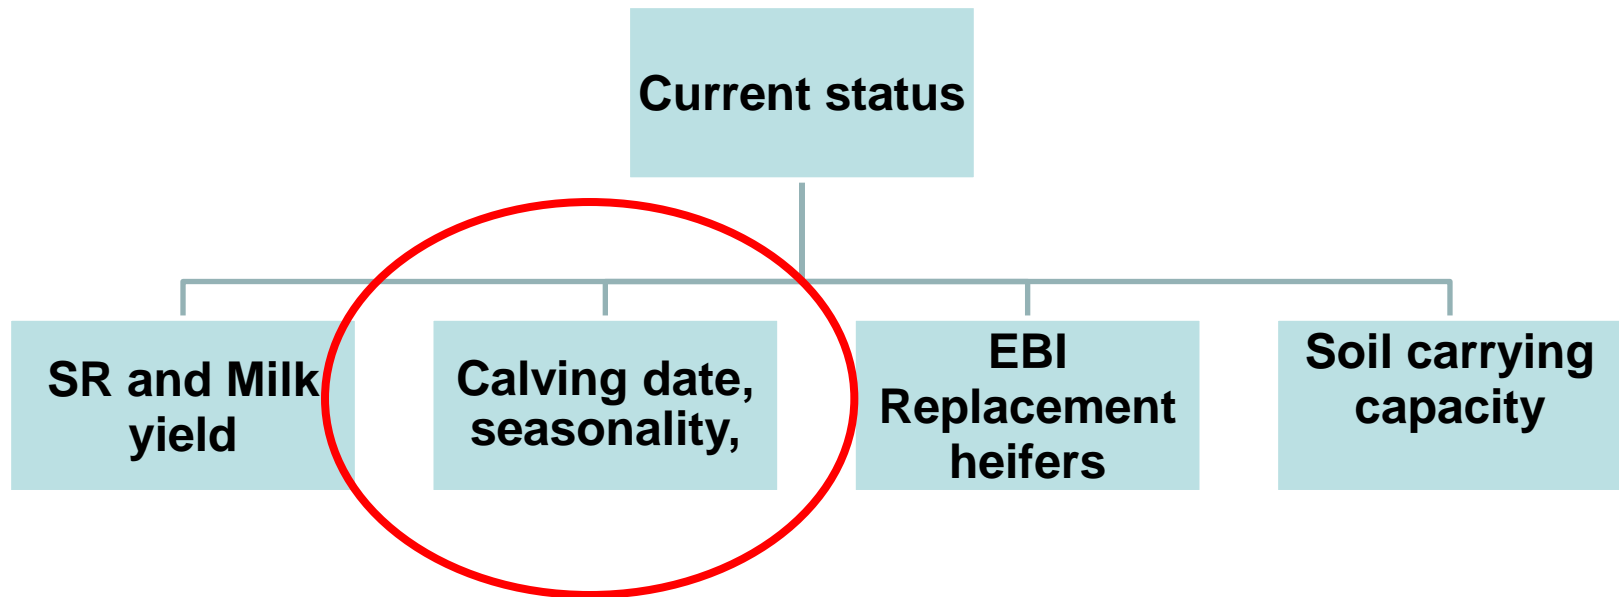 Current status
SR and Milk
yield
Calving date,
seasonality,
EBI
Replacement
heifers
Soil carrying
capacity